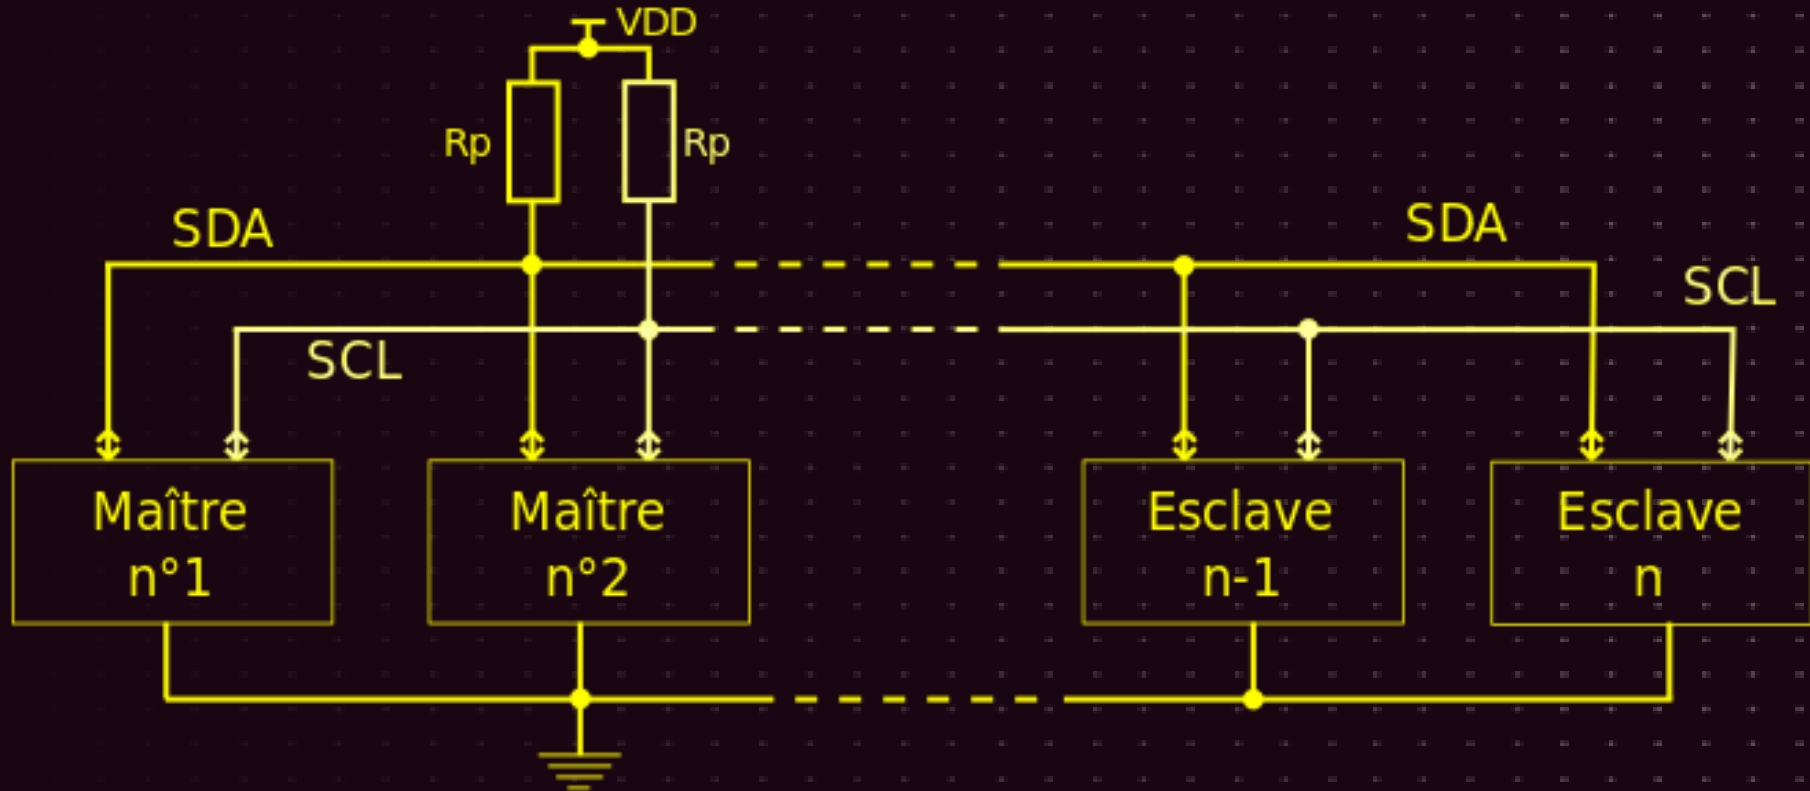 VDD
Rp
Rp
SDA
SDA
SCL
SCL
Maître
n°1
Maître
n°2
Esclave
n-1
Esclave
n